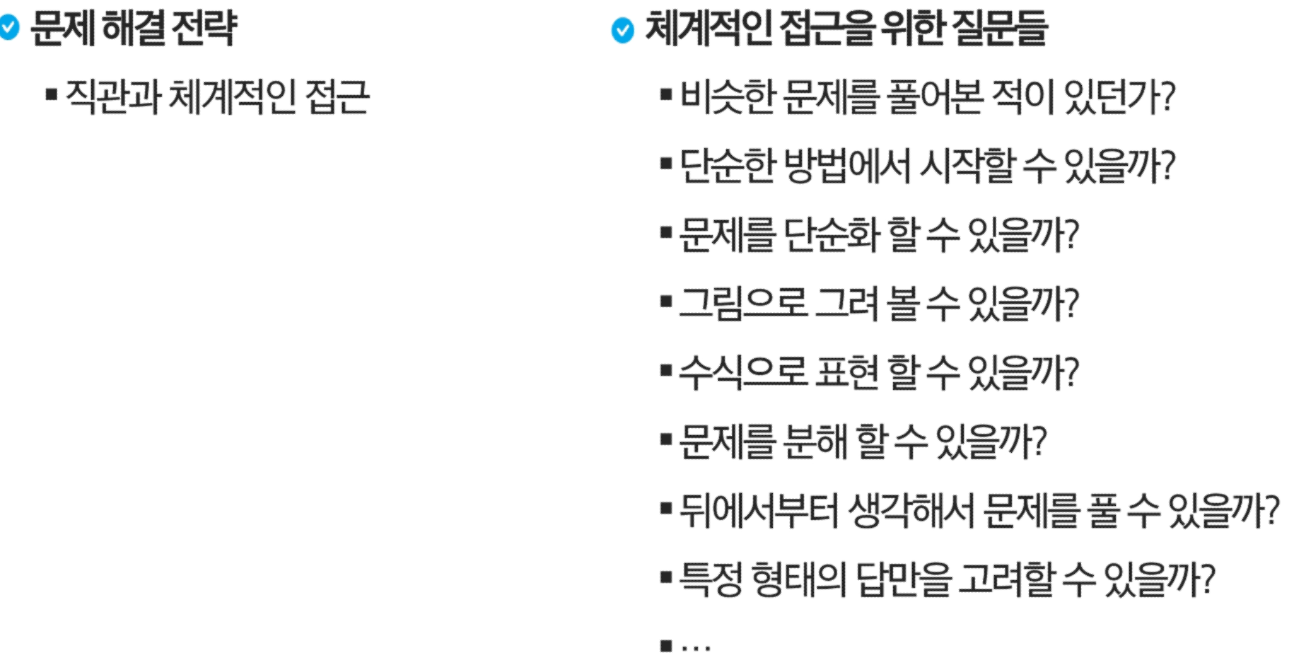 문제 해결 전략
▪ 직관과 체계적인 접근
체계적인 접근을 위한 질문들
▪ 비슷한 문제를 풀어본 적이 있던가?
▪ 단순한 방법에서 시작할 수 있을까?
▪ 문제를 단순화 할 수 있을까?
▪ 그림으로 그려 볼 수 있을까?
▪ 수식으로 표현 할 수 있을까?
▪ 문제를 분해 할 수 있을까?
▪ 뒤에서부터 생각해서 문제를 풀 수 있을까?
▪ 특정 형태의 답만을 고려할 수 있을까?
▪ …